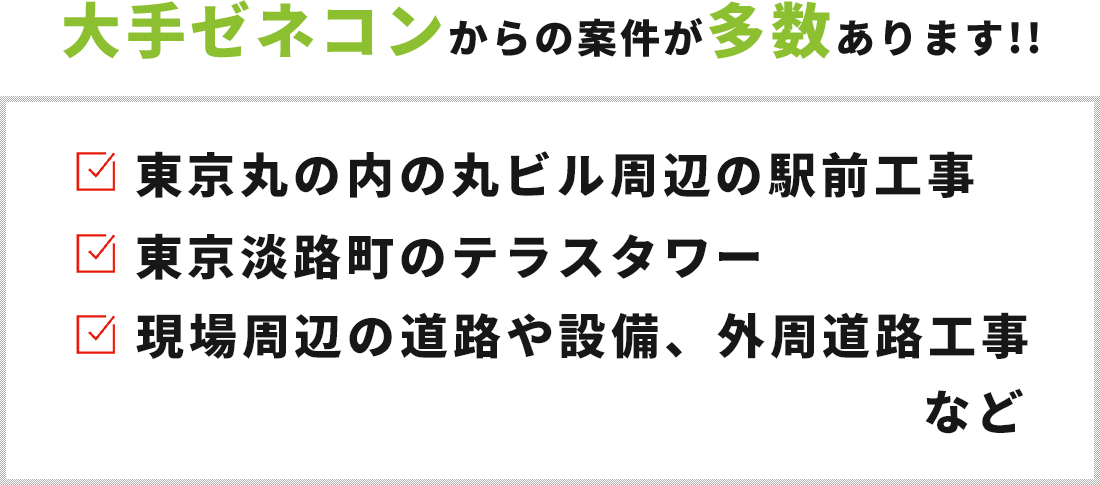 大手ゼネコンからの案件が多数あります!!
東京丸の内の丸ビル周辺の駅前工事
東京淡路町のテラスタワー
現場周辺の道路や設備、外周道路工事
など